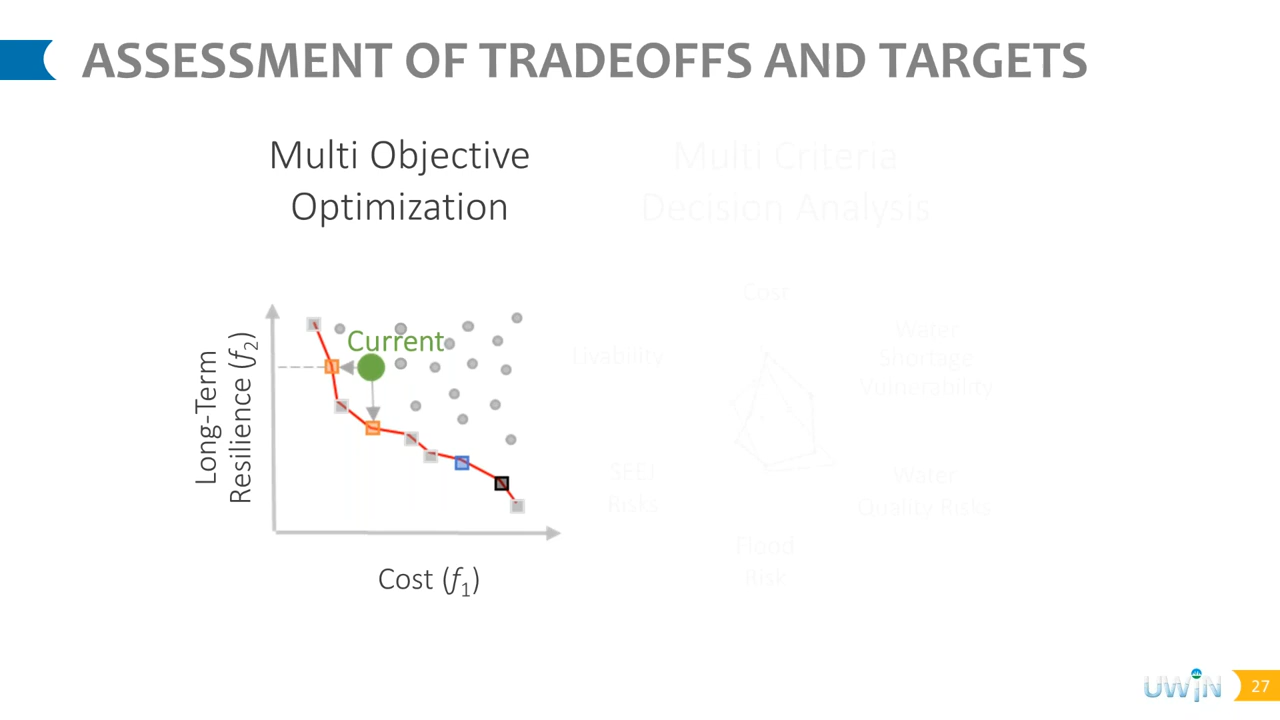 ASSESSMENT OF TRADEOFFS AND TARGETS
Multi Objective
Optimization
Multi Criteria
Decision Analysis
Long-Term
Resilience (f2)
Current
Cost (f1)
Cost
Water
Shortage
Vulnerability
Livability
SEEJ
Risks
Water
Quality Risks
Flood
Risk
UWIN
27